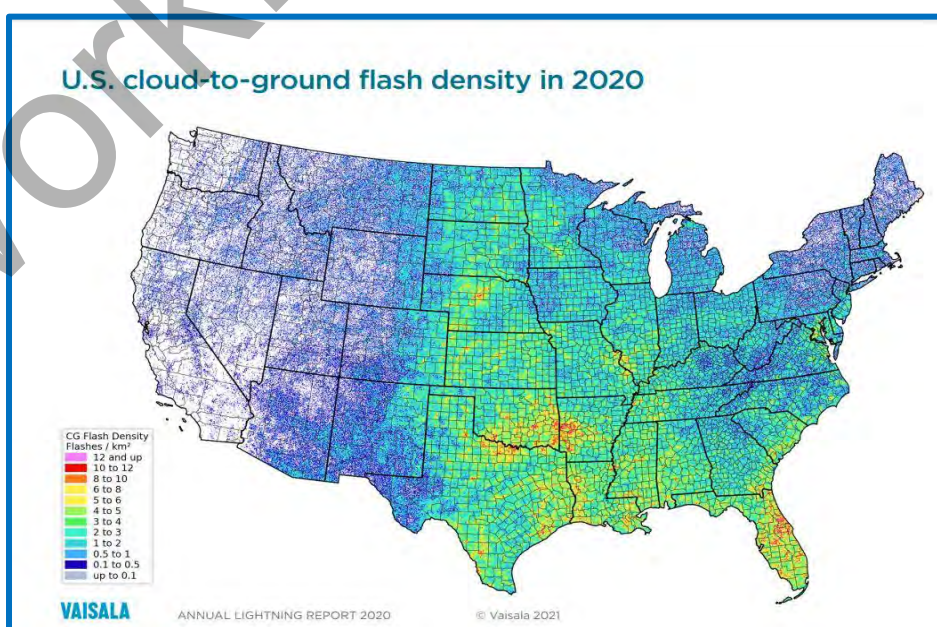 work
U.S. cloud-to-ground flash density in 2020
CG Flash Density
Flashes / km²
12 and up
10 to 12
8 to 10
6 to 8
5 to 6
4 to 5
3 to 4
2 to 3
1 to 2
0.5 to 1
0.1 to 0.5
up to 0.1
VAISALA
ANNUAL LIGHTNING REPORT 2020
© Vaisala 2021